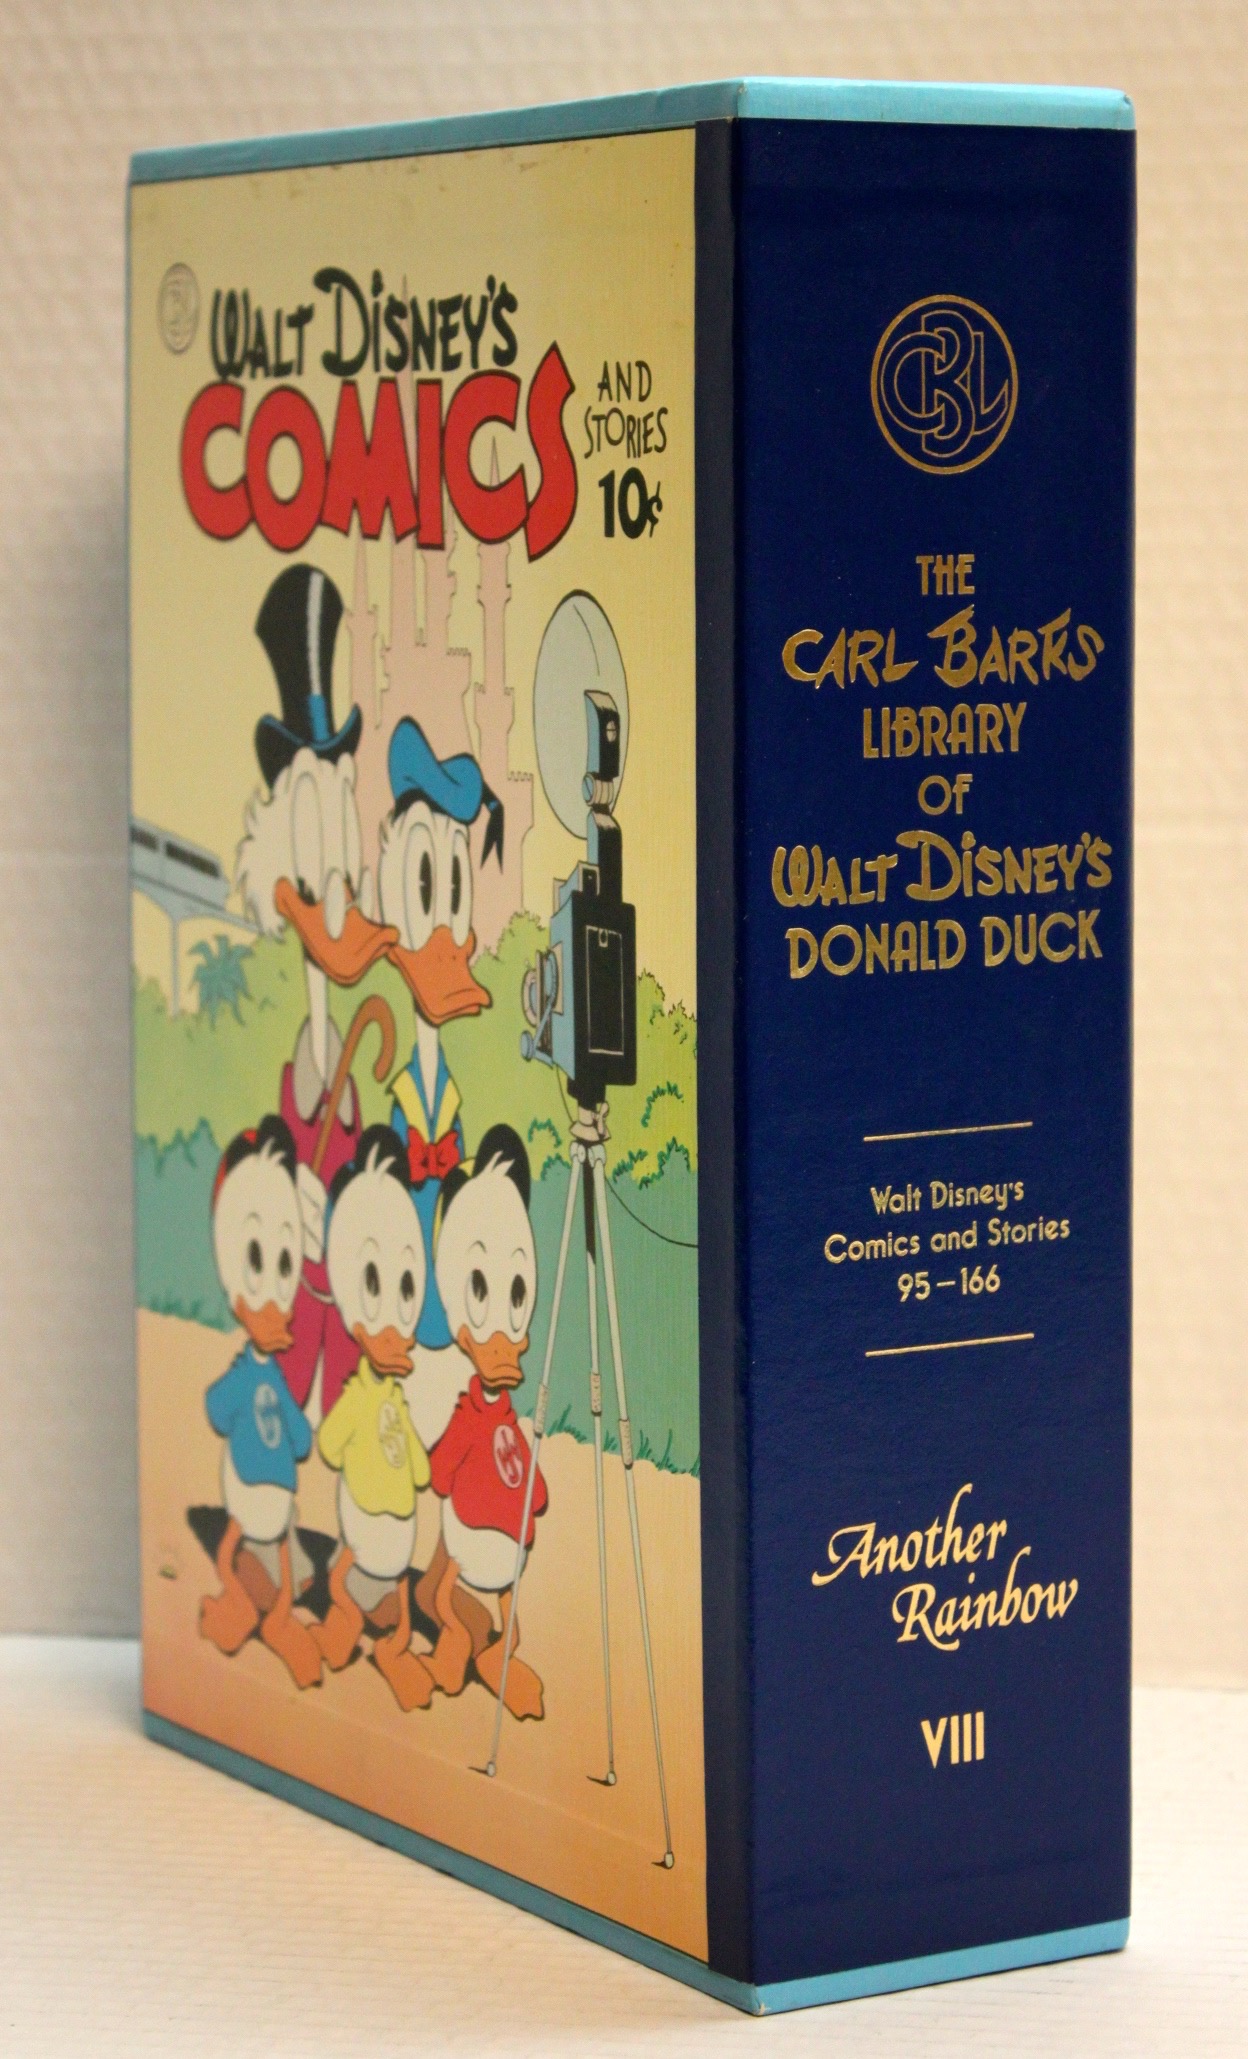 WALT DISNEY'S
COMICS
AND
STORIES
10¢
CBL
THE
CARL BARKS
LIBRARY
OF
WALT DISNEY'S
DONALD DUCK
Walt Disney's
Comics and Stories
95–166
Another
Rainbow
VIII